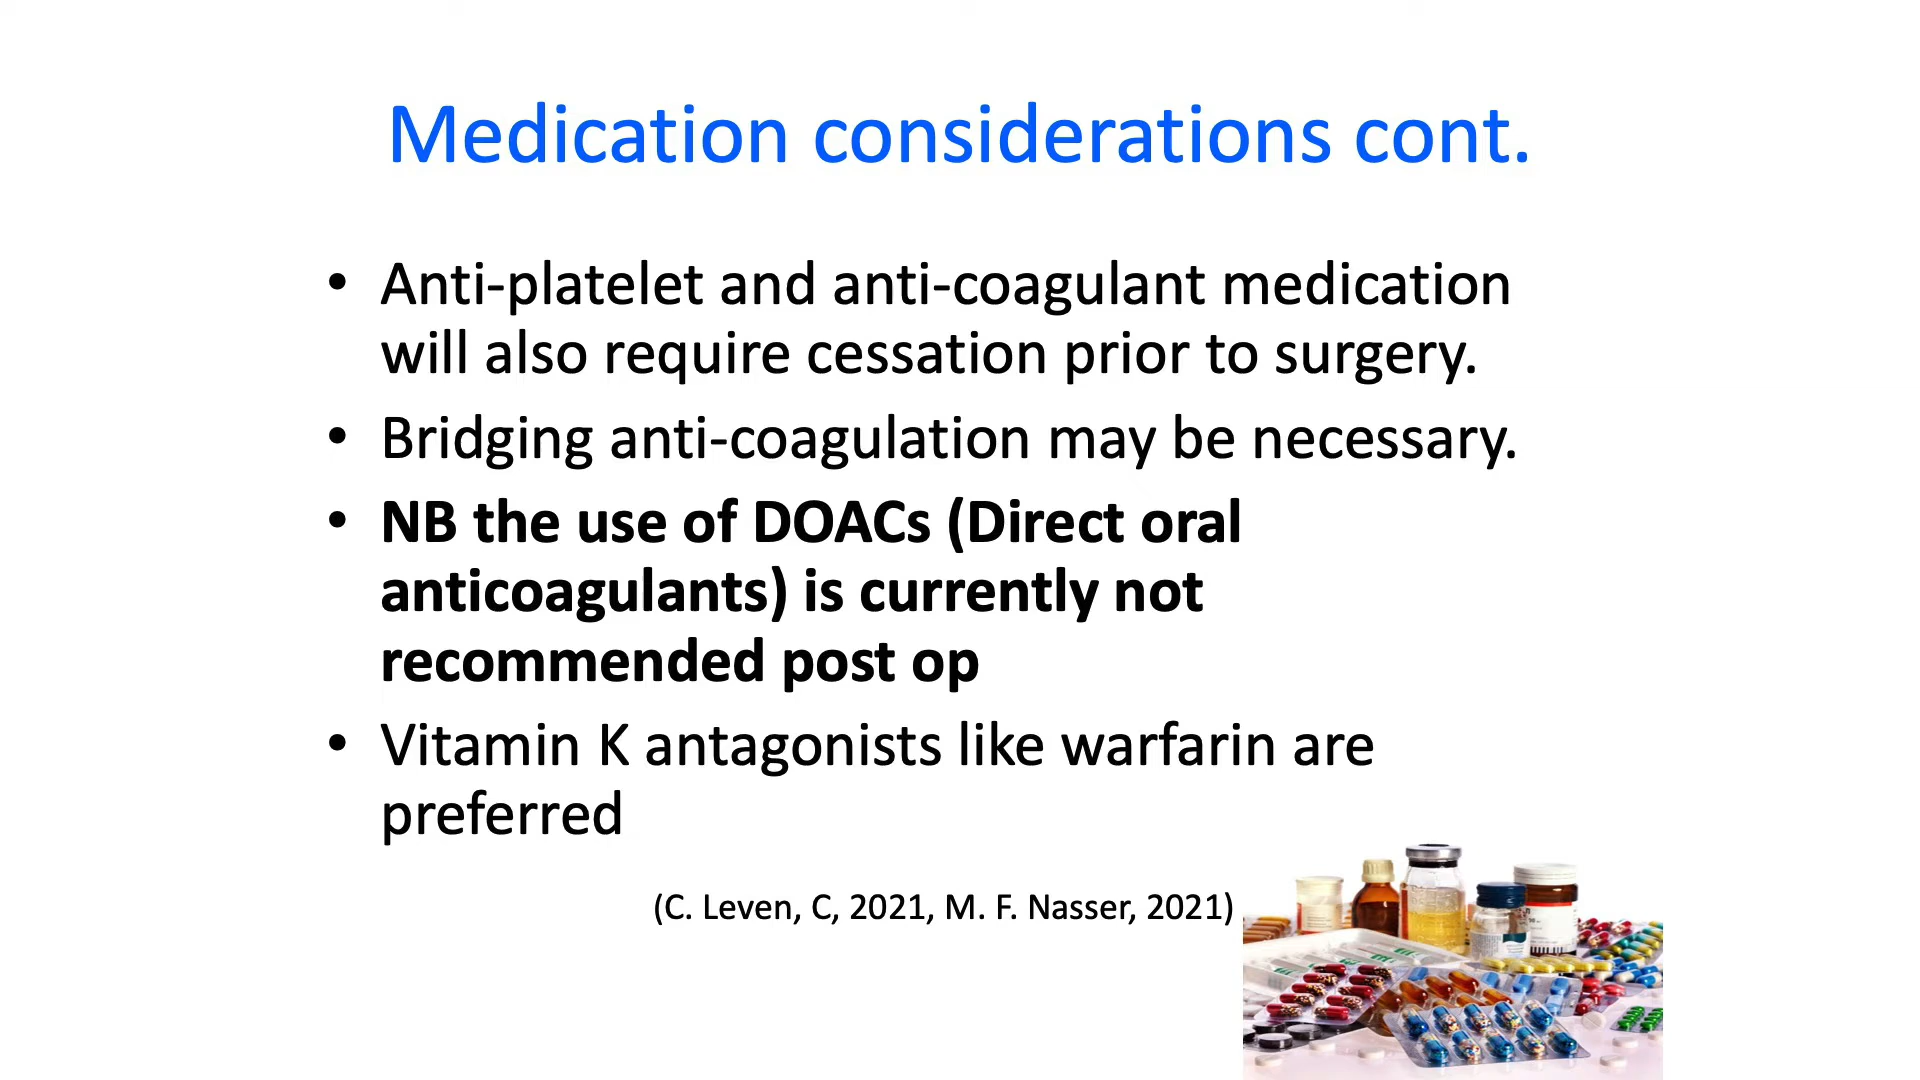 Medication considerations cont.
• Anti-platelet and anti-coagulant medication
will also require cessation prior to surgery.
• Bridging anti-coagulation may be necessary.
• NB the use of DOACs (Direct oral
anticoagulants) is currently not
recommended post op
• Vitamin K antagonists like warfarin are
preferred
(C. Leven, C, 2021, M. F. Nasser, 2021)